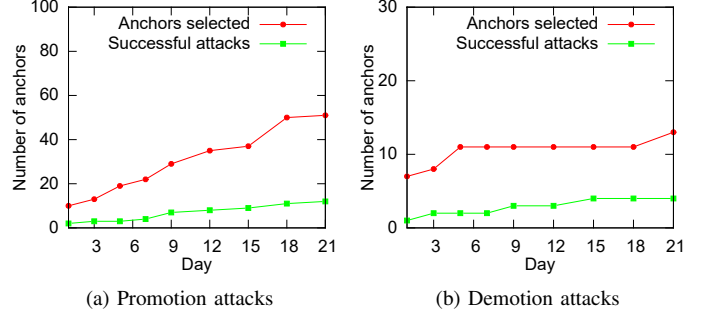 Number of anchors
100
80
60
40
20
0
Anchors selected
Successful attacks
3 6 9 12 15 18 21
Day
(a) Promotion attacks
Number of anchors
30
20
10
0
Anchors selected
Successful attacks
3 6 9 12 15 18 21
Day
(b) Demotion attacks